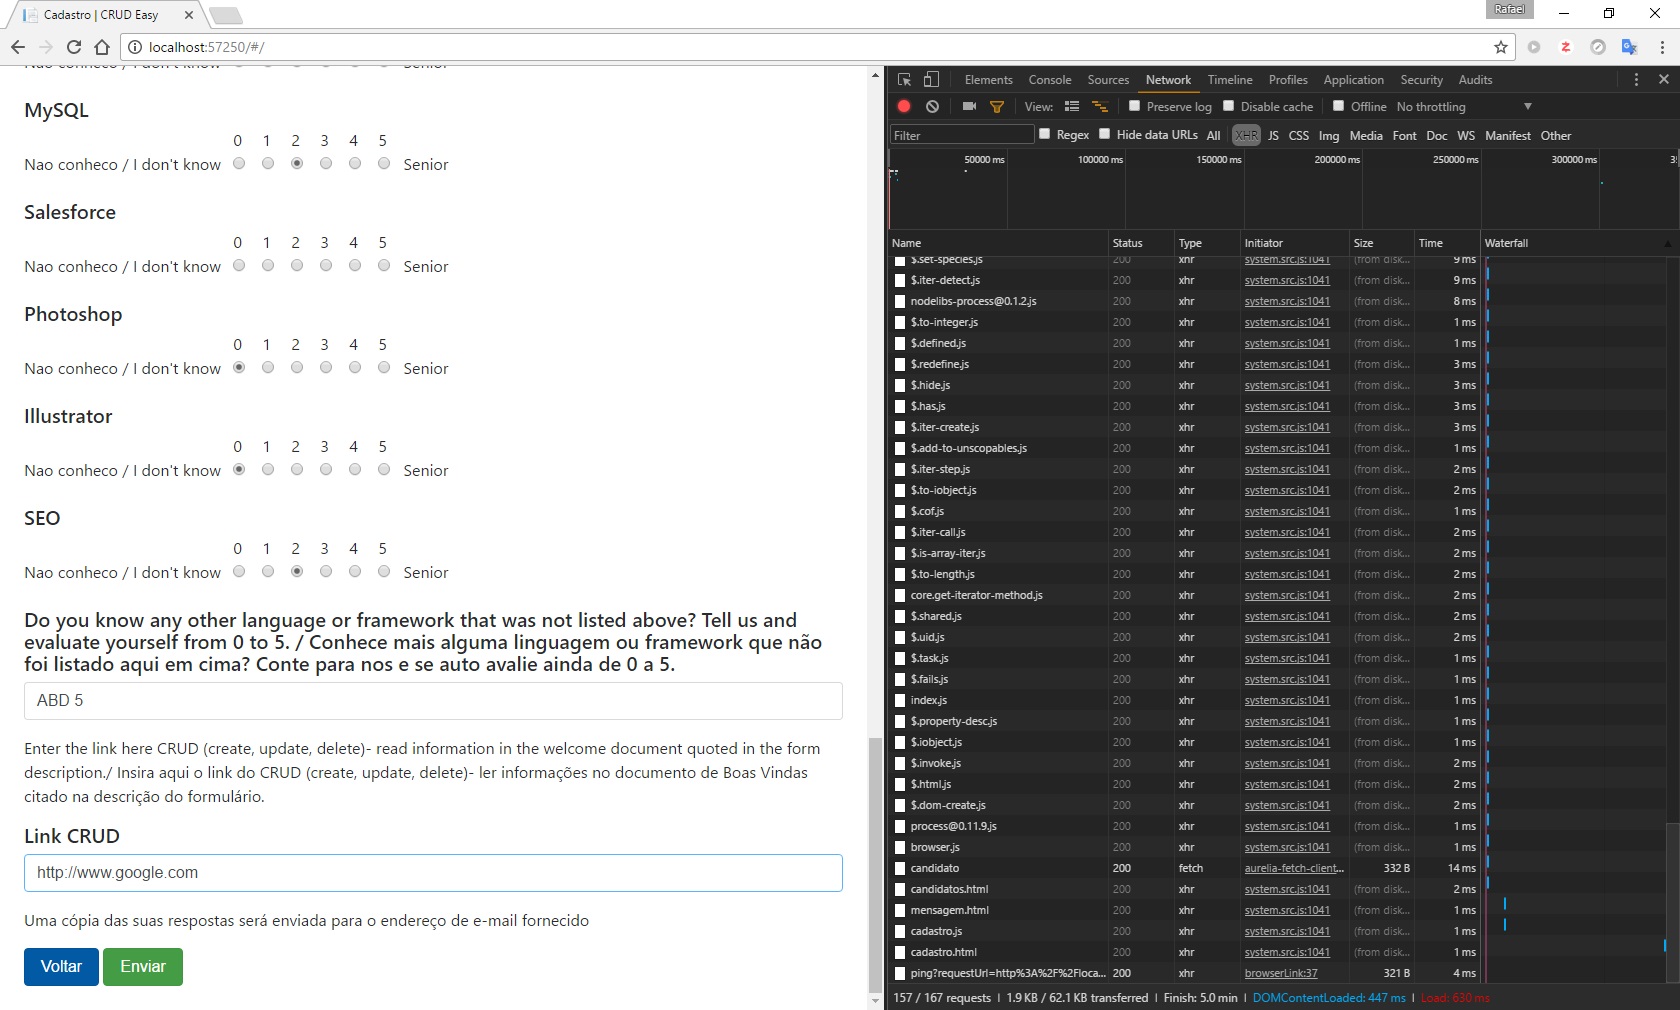 Cadastro | CRUD Easy
Rafael
localhost:57250/#/
Nao conheco / I don't know Senior
MySQL
0 1 2 3 4 5
Nao conheco / I don't know Senior
Salesforce
0 1 2 3 4 5
Nao conheco / I don't know Senior
Photoshop
0 1 2 3 4 5
Nao conheco / I don't know Senior
Illustrator
0 1 2 3 4 5
Nao conheco / I don't know Senior
SEO
0 1 2 3 4 5
Nao conheco / I don't know Senior
Do you know any other language or framework that was not listed above? Tell us and
evaluate yourself from 0 to 5. / Conhece mais alguma linguagem ou framework que não
foi listado aqui em cima? Conte para nos e se auto avalie ainda de 0 a 5.
ABD 5
Enter the link here CRUD (create, update, delete)- read information in the welcome document quoted in the form
description./ Insira aqui o link do CRUD (create, update, delete)- ler informações no documento de Boas Vindas
citado na descrição do formulário.
Link CRUD
http://www.google.com
Uma cópia das suas respostas será enviada para o endereço de e-mail fornecido
Voltar Enviar
Elements Console Sources Network Timeline Profiles Application Security Audits
View: Preserve log Disable cache Offline No throttling
Filter Regex Hide data URLs All XHR JS CSS Img Media Font Doc WS Manifest Other
50000 ms 100000 ms 150000 ms 200000 ms 250000 ms 300000 ms 3
Name Status Type Initiator Size Time Waterfall
$.set-species.js 200 xhr system.src.js:1041 (from disk... 9 ms
$.iter-detect.js 200 xhr system.src.js:1041 (from disk... 9 ms
nodelibs-process@0.1.2.js 200 xhr system.src.js:1041 (from disk... 8 ms
$.to-integer.js 200 xhr system.src.js:1041 (from disk... 1 ms
$.defined.js 200 xhr system.src.js:1041 (from disk... 1 ms
$.redefine.js 200 xhr system.src.js:1041 (from disk... 3 ms
$.hide.js 200 xhr system.src.js:1041 (from disk... 3 ms
$.has.js 200 xhr system.src.js:1041 (from disk... 3 ms
$.iter-create.js 200 xhr system.src.js:1041 (from disk... 3 ms
$.add-to-unscopables.js 200 xhr system.src.js:1041 (from disk... 1 ms
$.iter-step.js 200 xhr system.src.js:1041 (from disk... 2 ms
$.to-iobject.js 200 xhr system.src.js:1041 (from disk... 2 ms
$.cof.js 200 xhr system.src.js:1041 (from disk... 1 ms
$.iter-call.js 200 xhr system.src.js:1041 (from disk... 2 ms
$.is-array-iter.js 200 xhr system.src.js:1041 (from disk... 2 ms
$.to-length.js 200 xhr system.src.js:1041 (from disk... 2 ms
core.get-iterator-method.js 200 xhr system.src.js:1041 (from disk... 2 ms
$.shared.js 200 xhr system.src.js:1041 (from disk... 2 ms
$.uid.js 200 xhr system.src.js:1041 (from disk... 2 ms
$.task.js 200 xhr system.src.js:1041 (from disk... 1 ms
$.fails.js 200 xhr system.src.js:1041 (from disk... 1 ms
index.js 200 xhr system.src.js:1041 (from disk... 1 ms
$.property-desc.js 200 xhr system.src.js:1041 (from disk... 1 ms
$.iobject.js 200 xhr system.src.js:1041 (from disk... 1 ms
$.invoke.js 200 xhr system.src.js:1041 (from disk... 2 ms
$.html.js 200 xhr system.src.js:1041 (from disk... 2 ms
$.dom-create.js 200 xhr system.src.js:1041 (from disk... 2 ms
process@0.11.9.js 200 xhr system.src.js:1041 (from disk... 1 ms
browser.js 200 xhr system.src.js:1041 (from disk... 1 ms
candidato 200 fetch aurelia-fetch-client... 332 B 14 ms
candidatos.html 200 xhr system.src.js:1041 (from disk... 2 ms
mensagem.html 200 xhr system.src.js:1041 (from disk... 1 ms
cadastro.js 200 xhr system.src.js:1041 (from disk... 1 ms
cadastro.html 200 xhr system.src.js:1041 (from disk... 1 ms
ping?requestUrl=http%3A%2F%2Floca... 200 xhr browserLink:37 321 B 4 ms
157 / 167 requests | 1.9 KB / 62.1 KB transferred | Finish: 5.0 min | DOMContentLoaded: 447 ms | Load: 630 ms